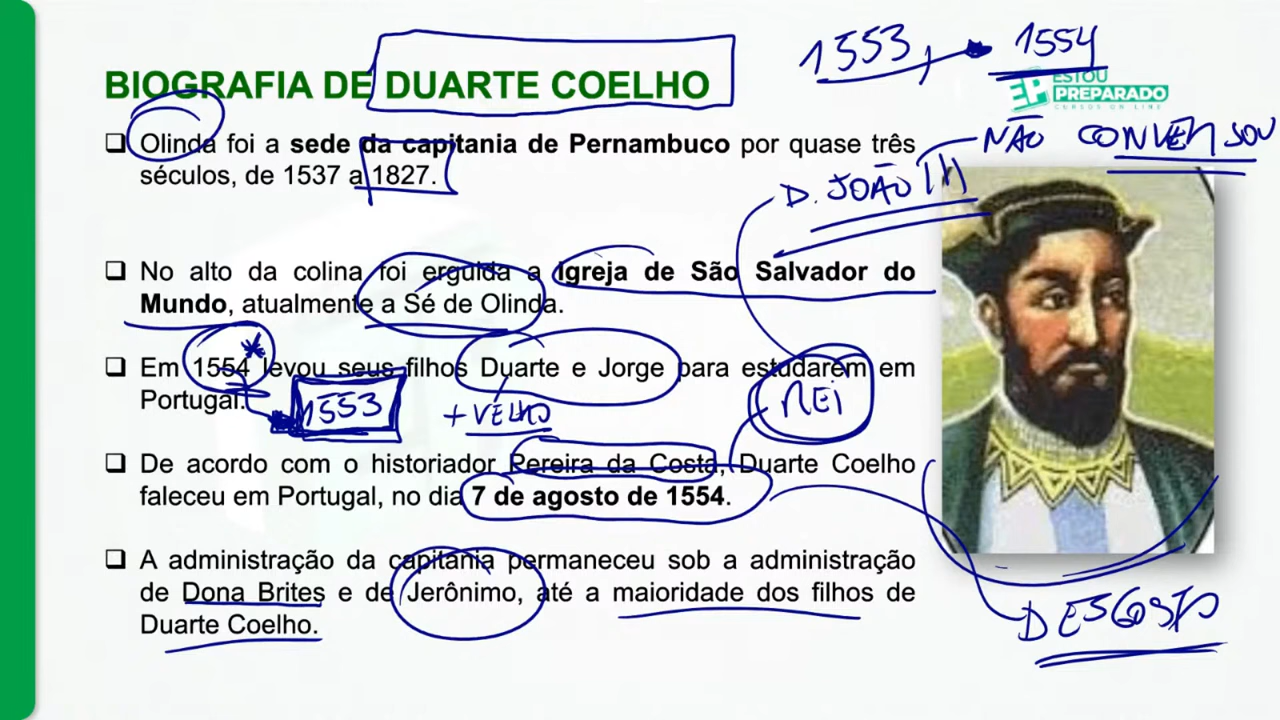 1553 → 1554
BIOGRAFIA DE DUARTE COELHO
ESTOU
EP PREPARADO
CURSOS ON LINE
NÃO CONVERSOU
❑ Olinda foi a sede da capitania de Pernambuco por quase três
séculos, de 1537 a 1827.
D. JOÃO III
❑ No alto da colina foi erguida a Igreja de São Salvador do
Mundo, atualmente a Sé de Olinda.
❑ Em 1554 levou seus filhos Duarte e Jorge para estudarem em
Portugal.
1553
+ VELHO
REI
❑ De acordo com o historiador Pereira da Costa, Duarte Coelho
faleceu em Portugal, no dia 7 de agosto de 1554.
❑ A administração da capitania permaneceu sob a administração
de Dona Brites e de Jerônimo, até a maioridade dos filhos de
Duarte Coelho.
DESGOSTO